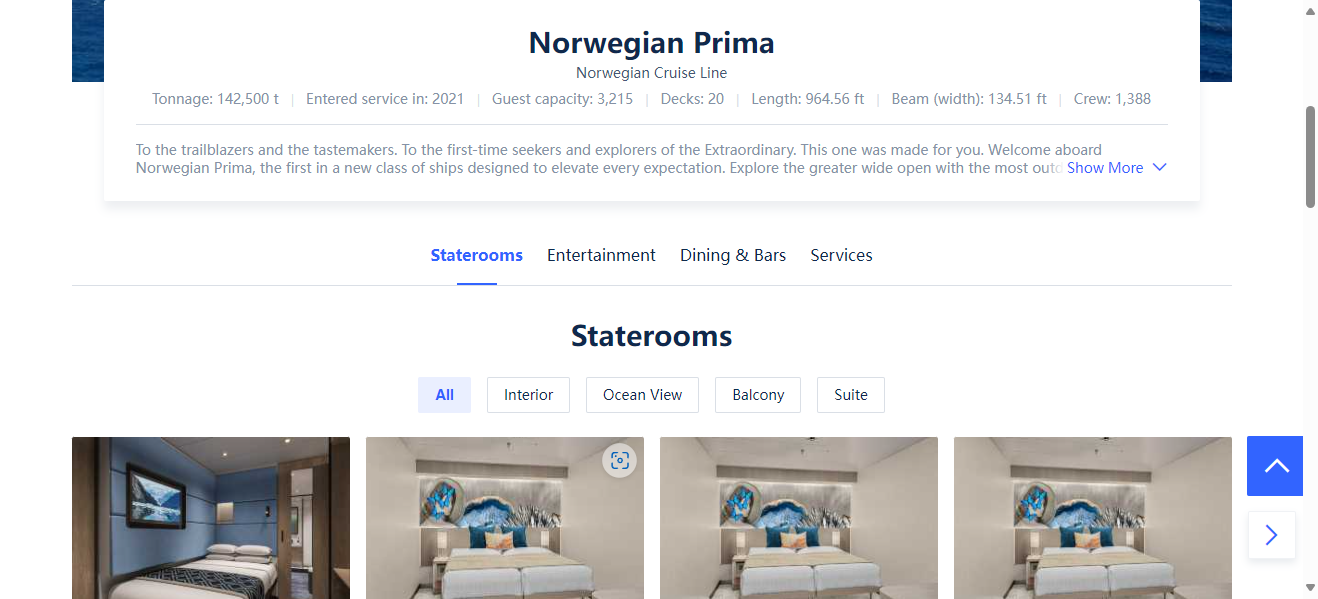 Norwegian Prima
Norwegian Cruise Line
Tonnage: 142,500 t | Entered service in: 2021 | Guest capacity: 3,215 | Decks: 20 | Length: 964.56 ft | Beam (width): 134.51 ft | Crew: 1,388
To the trailblazers and the tastemakers. To the first-time seekers and explorers of the Extraordinary. This one was made for you. Welcome aboard
Norwegian Prima, the first in a new class of ships designed to elevate every expectation. Explore the greater wide open with the most outd Show More
Staterooms Entertainment Dining & Bars Services
Staterooms
All Interior Ocean View Balcony Suite